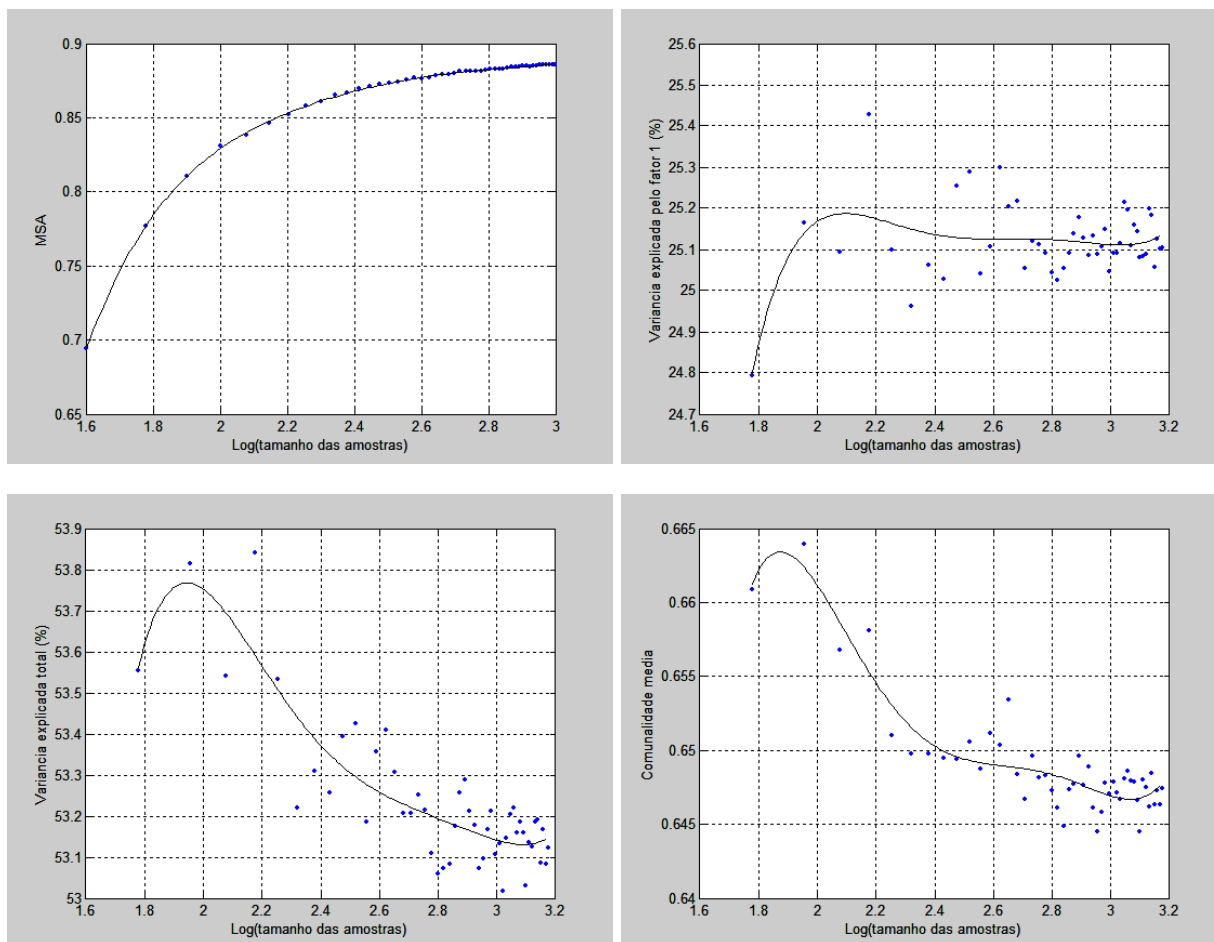 0.9
0.85
0.8
0.75
0.7
0.65
MSA
1.6 1.8 2 2.2 2.4 2.6 2.8 3
Log(tamanho das amostras)
25.6
25.5
25.4
25.3
25.2
25.1
25
24.9
24.8
24.7
Variancia explicada pelo fator 1 (%)
1.6 1.8 2 2.2 2.4 2.6 2.8 3 3.2
Log(tamanho das amostras)
53.9
53.8
53.7
53.6
53.5
53.4
53.3
53.2
53.1
53
Variancia explicada total (%)
1.6 1.8 2 2.2 2.4 2.6 2.8 3 3.2
Log(tamanho das amostras)
0.665
0.66
0.655
0.65
0.645
0.64
Comunalidade media
1.6 1.8 2 2.2 2.4 2.6 2.8 3 3.2
Log(tamanho das amostras)